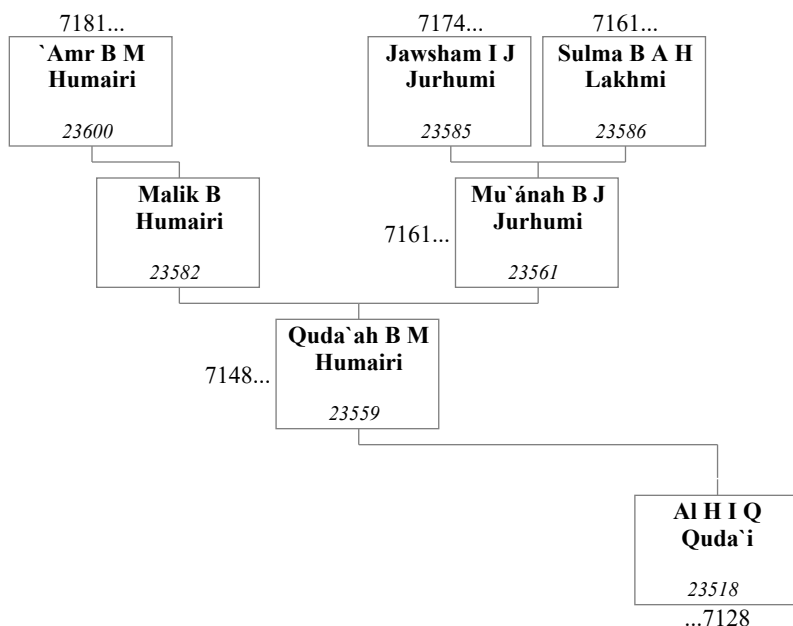 7181...
7174...
7161...
`Amr B M
Humairi
23600
Jawsham I J
Jurhumi
23585
Sulma B A H
Lakhmi
23586
Malik B
Humairi
23582
7161...
Mu`ánah B J
Jurhumi
23561
7148...
Quda`ah B M
Humairi
23559
Al H I Q
Quda`i
23518
...7128